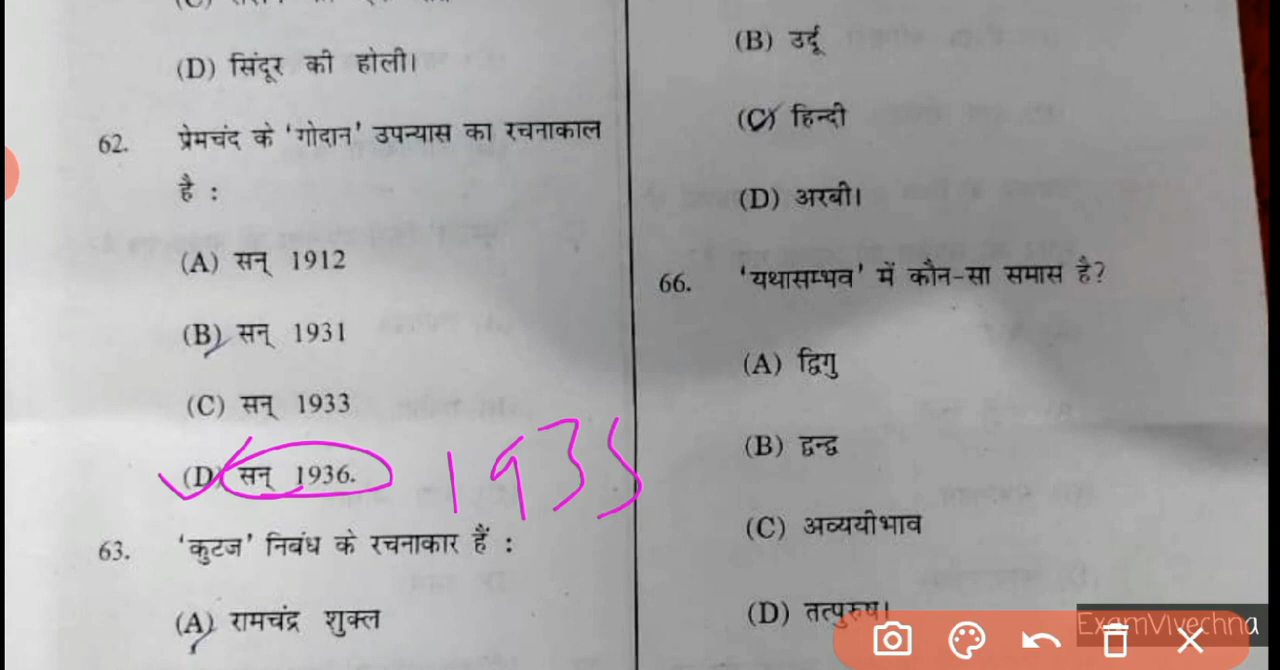 (D) सिंदूर की होली।
62. प्रेमचंद के 'गोदान' उपन्यास का रचनाकाल
है :
(A) सन् 1912
(B) सन् 1931
(C) सन् 1933
(D) सन् 1936.
1935
63. 'कुटज' निबंध के रचनाकार हैं :
(A) रामचंद्र शुक्ल
(B) उर्दू
(C) हिन्दी
(D) अरबी।
66. 'यथासम्भव' में कौन-सा समास है?
(A) द्विगु
(B) द्वन्द्व
(C) अव्ययीभाव
(D) तत्पुरुष।
ExamVivechna